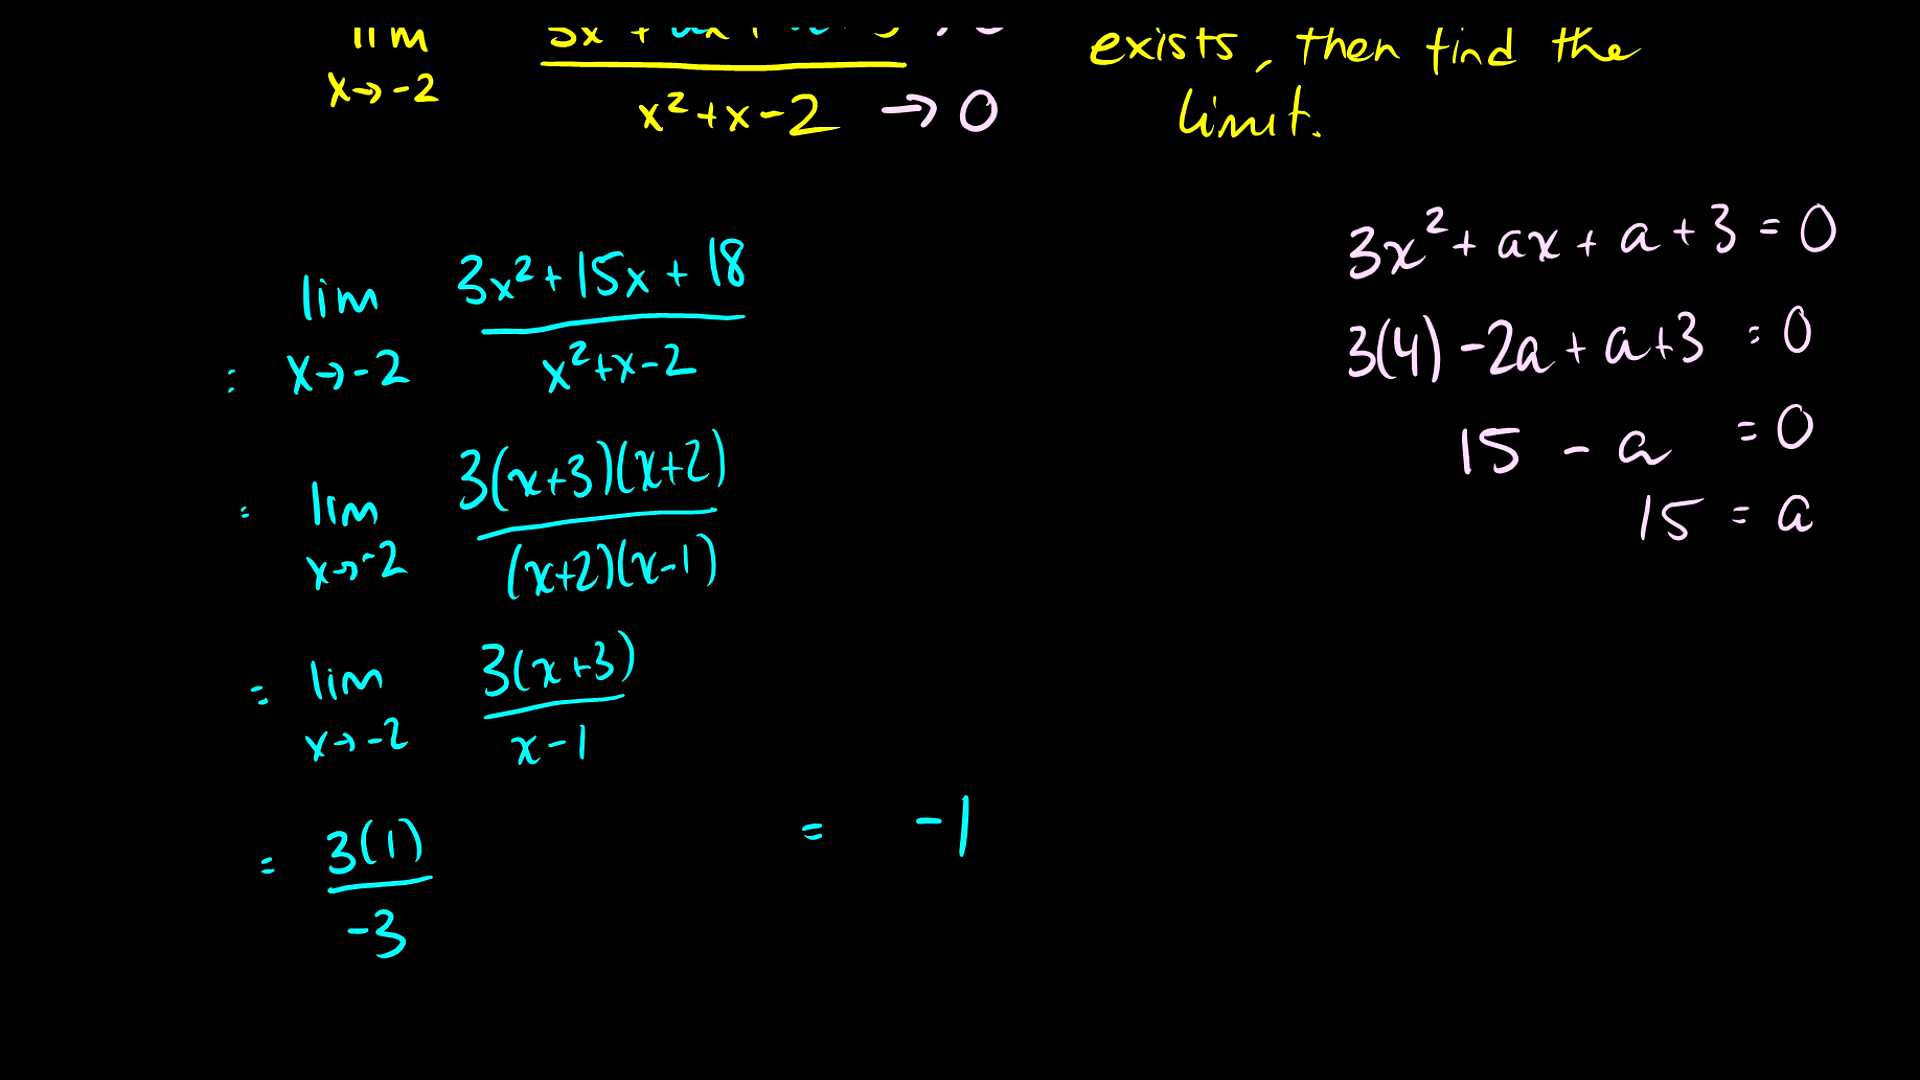 lim
x→-2
x²+x-2 → 0
exists, then find the
limit.
3x²+ax+a+3=0
3(4)-2a+a+3 = 0
15 - a = 0
15 = a
: lim x→-2 3x²+15x+18 / x²+x-2
= lim x→-2 3(x+3)(x+2) / (x+2)(x-1)
= lim x→-2 3(x+3) / x-1
= 3(1) / -3 = -1